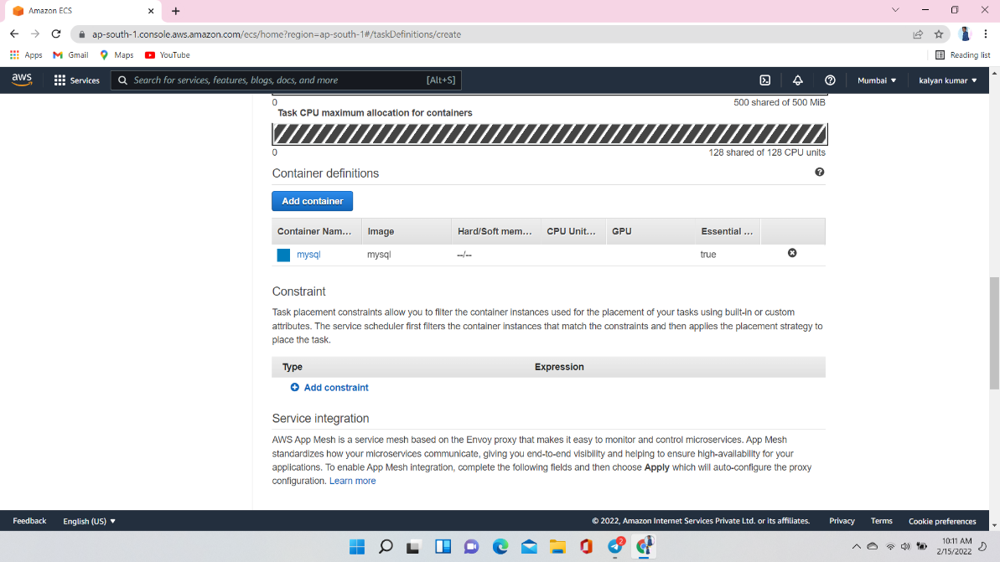 Amazon ECS
ap-south-1.console.aws.amazon.com/ecs/home?region=ap-south-1#/taskDefinitions/create
Apps Gmail Maps YouTube Reading list
aws Services Search for services, features, blogs, docs, and more [Alt+S] Mumbai ▼ kalyan kumar ▼
0 500 shared of 500 MiB
Task CPU maximum allocation for containers
0 128 shared of 128 CPU units
Container definitions
Add container
Container Nam... Image Hard/Soft mem... CPU Unit... GPU Essential ...
mysql mysql --/-- true
Constraint
Task placement constraints allow you to filter the container instances used for the placement of your tasks using built-in or custom
attributes. The service scheduler first filters the container instances that match the constraints and then applies the placement strategy to
place the task.
Type Expression
Add constraint
Service integration
AWS App Mesh is a service mesh based on the Envoy proxy that makes it easy to monitor and control microservices. App Mesh
standardizes how your microservices communicate, giving you end-to-end visibility and helping to ensure high-availability for your
applications. To enable App Mesh integration, complete the following fields and then choose Apply which will auto-configure the proxy
configuration. Learn more
Feedback English (US) ▼ © 2022, Amazon Internet Services Private Ltd. or its affiliates. Privacy Terms Cookie preferences
2
10:11 AM
2/15/2022